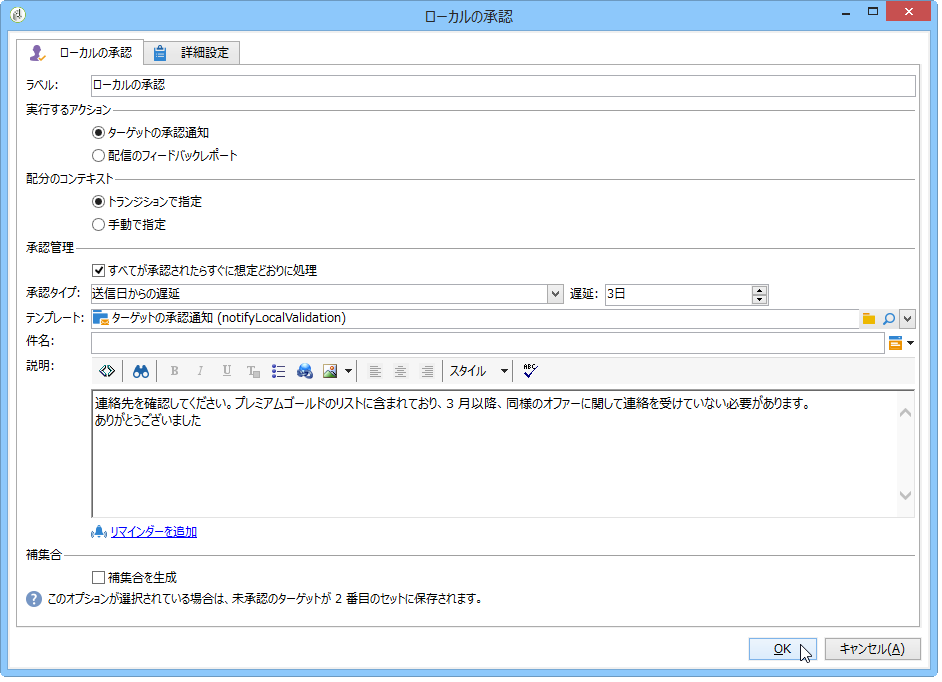 ローカルの承認
ローカルの承認 詳細設定
ラベル: ローカルの承認
実行するアクション
ターゲットの承認通知
配信のフィードバックレポート
配分のコンテキスト
トランジションで指定
手動で指定
承認管理
すべてが承認されたらすぐに想定どおりに処理
承認タイプ: 送信日からの遅延 遅延: 3日
テンプレート: ターゲットの承認通知 (notifyLocalValidation)
件名:
説明: B I U T スタイル ABC
連絡先を確認してください。プレミアムゴールドのリストに含まれており、3 月以降、同様のオファーに関して連絡を受けていない必要があります。
ありがとうございました
リマインダーを追加
補集合
補集合を生成
? このオプションが選択されている場合は、未承認のターゲットが 2 番目のセットに保存されます。
OK キャンセル(A)